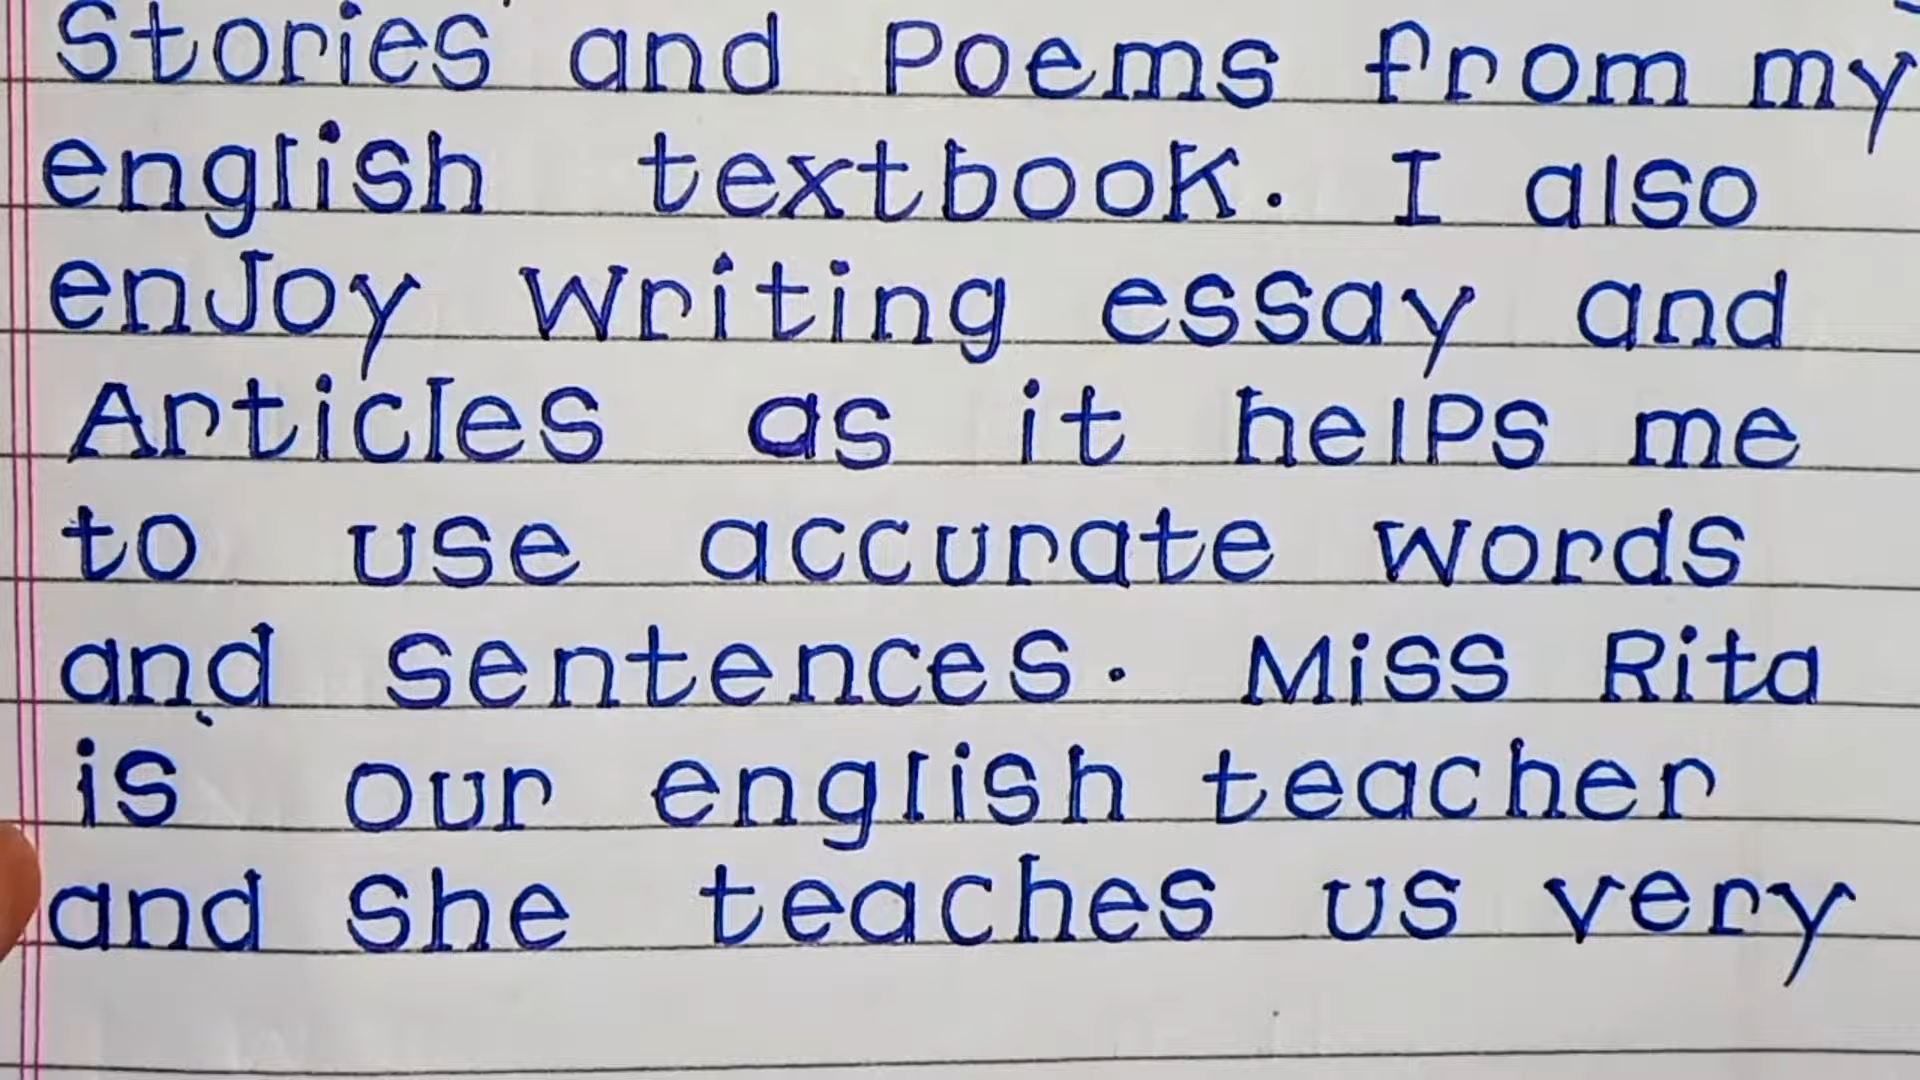 Stories and Poems from my
english textbook. I also
enJoy writing essay and
Articles as it helPs me
to use accurate words
and sentences. Miss Rita
is our english teacher
and she teaches us very